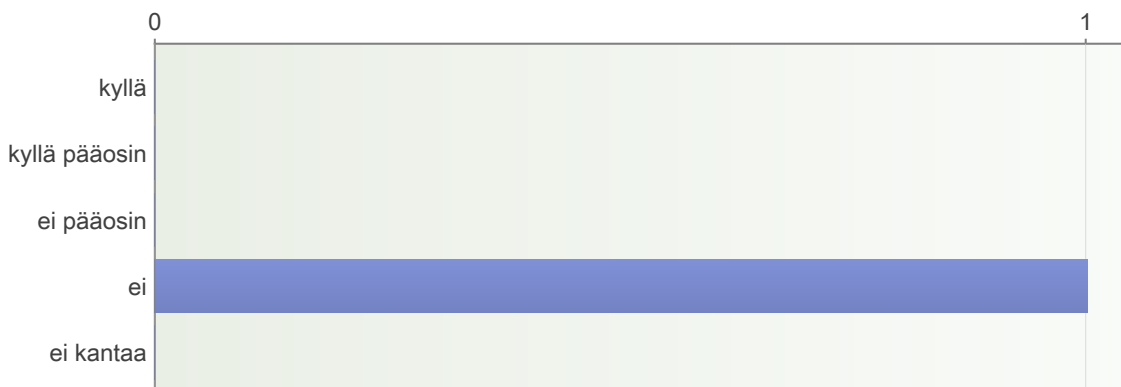 0 1
kyllä
kyllä pääosin
ei pääosin
ei
ei kantaa